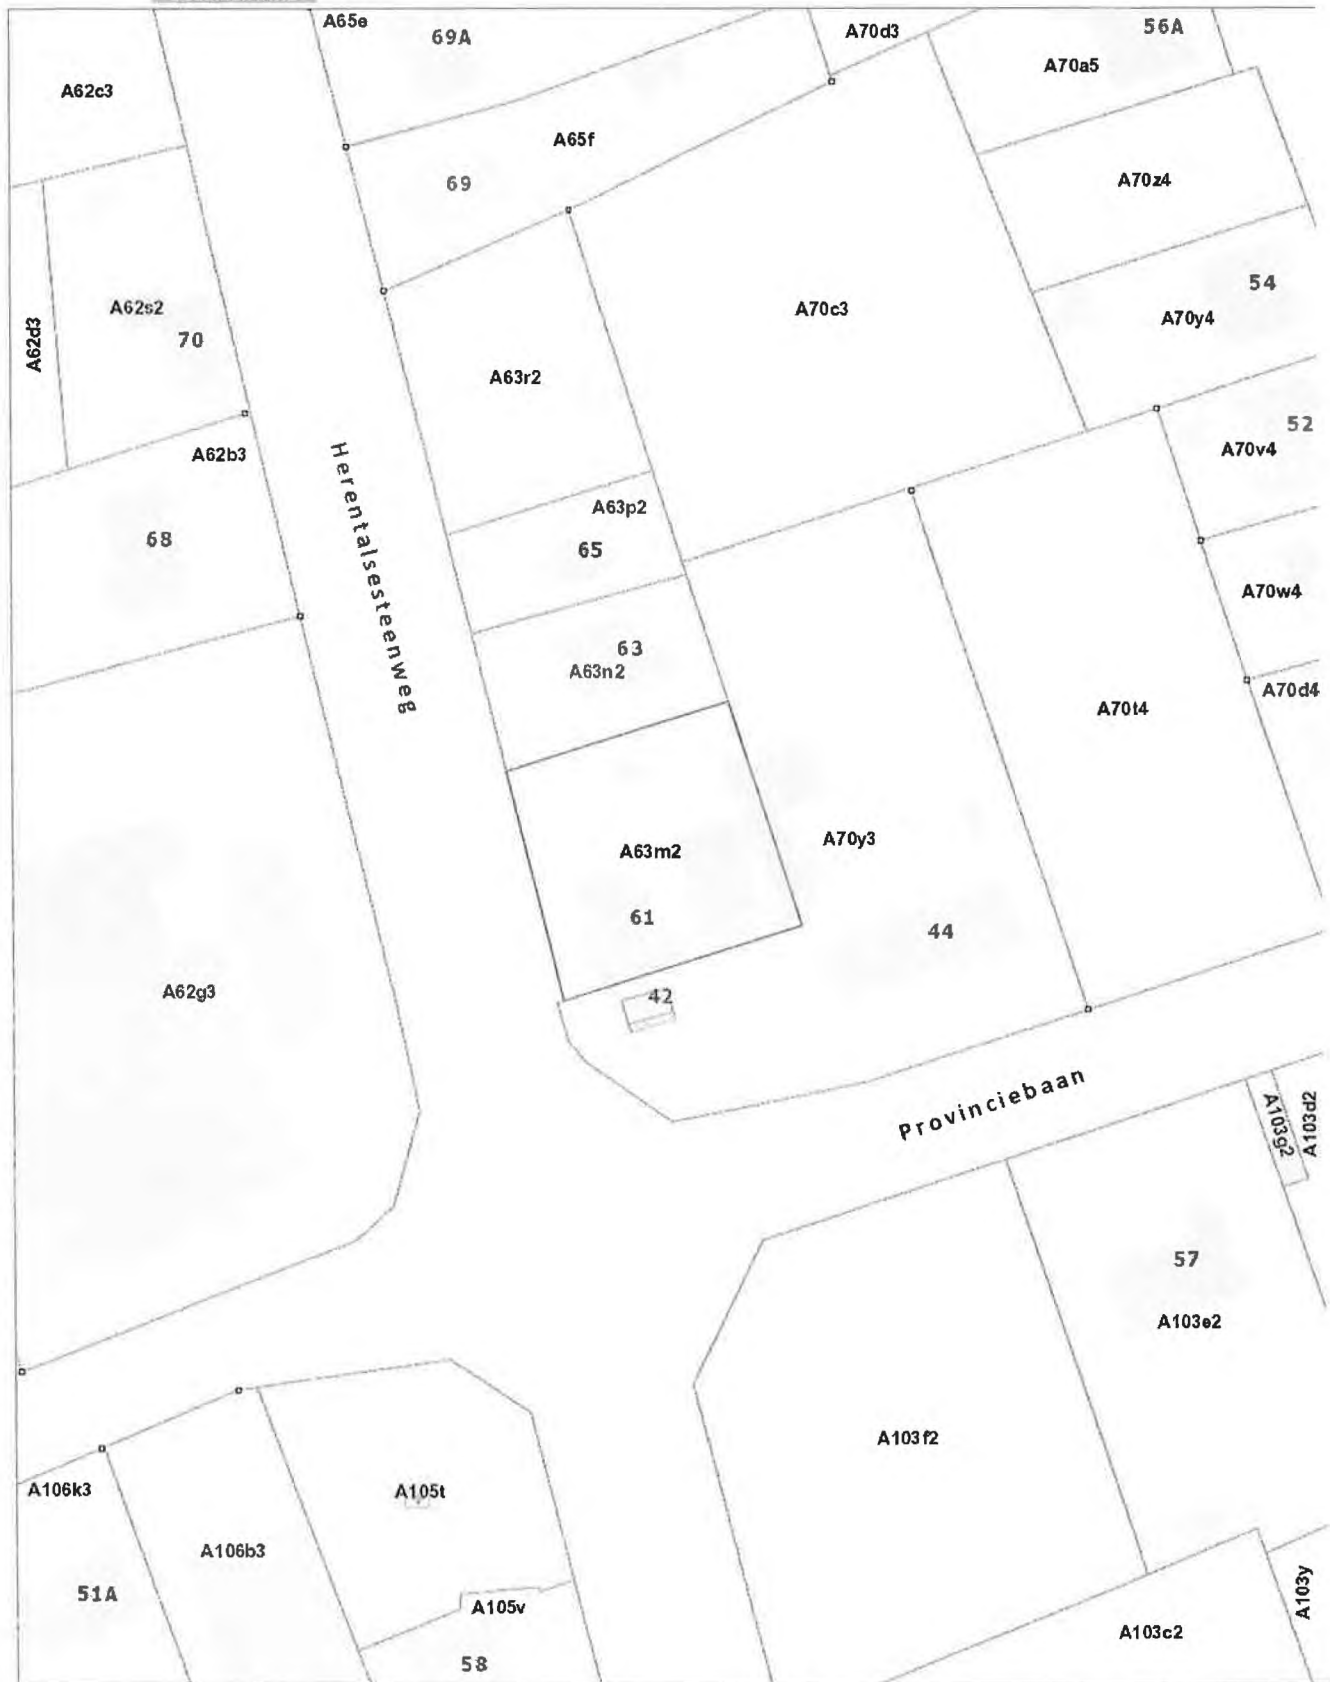 A65e
69A
A70d3
56A
A62c3
A70a5
A65f
69
A70z4
A62s2
70
A62d3
A70c3
54
A70y4
A63r2
A62b3
68
Herentalsesteenweg
A63p2
65
52
A70v4
A70w4
63
A63n2
A70d4
A70t4
A63m2
61
A70y3
44
A62g3
42
Provinciebaan
A103g2
A103d2
57
A103e2
A103f2
A106k3
A105t
A106b3
51A
A105v
58
A103c2
A103y